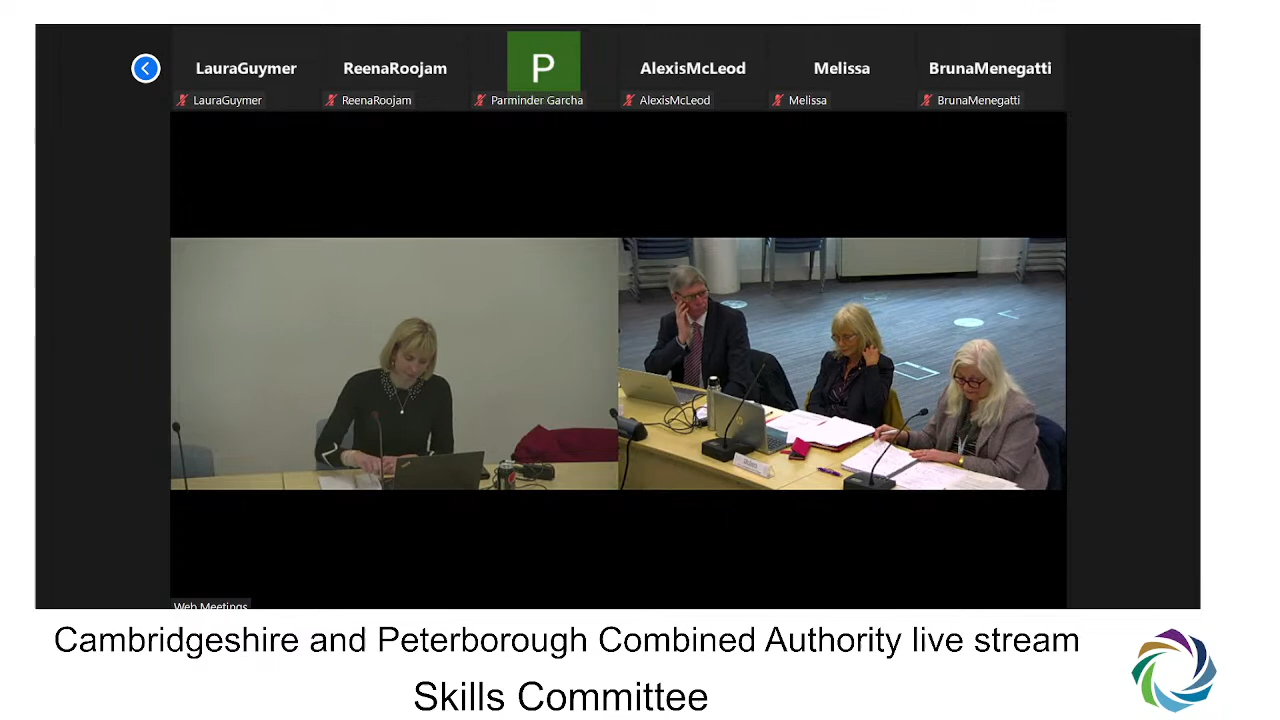 LauraGuymer
ReenaRoojam
P
AlexisMcLeod
Melissa
BrunaMenegatti
LauraGuymer
ReenaRoojam
Parminder Garcha
AlexisMcLeod
Melissa
BrunaMenegatti
Web Meetings
Cambridgeshire and Peterborough Combined Authority live stream
Skills Committee